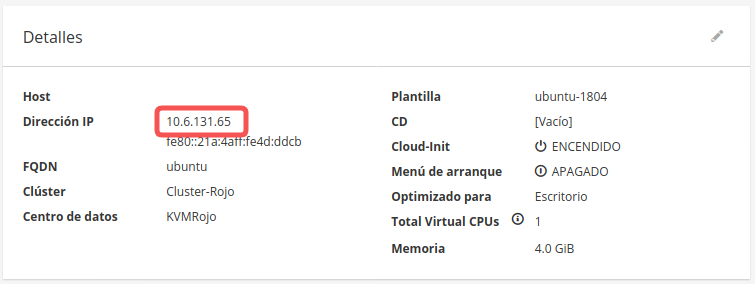 Detalles
Host
Dirección IP 10.6.131.65
fe80::21a:4aff:fe4d:ddcb
FQDN ubuntu
Clúster Cluster-Rojo
Centro de datos KVMRojo
Plantilla ubuntu-1804
CD [Vacío]
Cloud-Init ENCENDIDO
Menú de arranque APAGADO
Optimizado para Escritorio
Total Virtual CPUs 1
Memoria 4.0 GiB